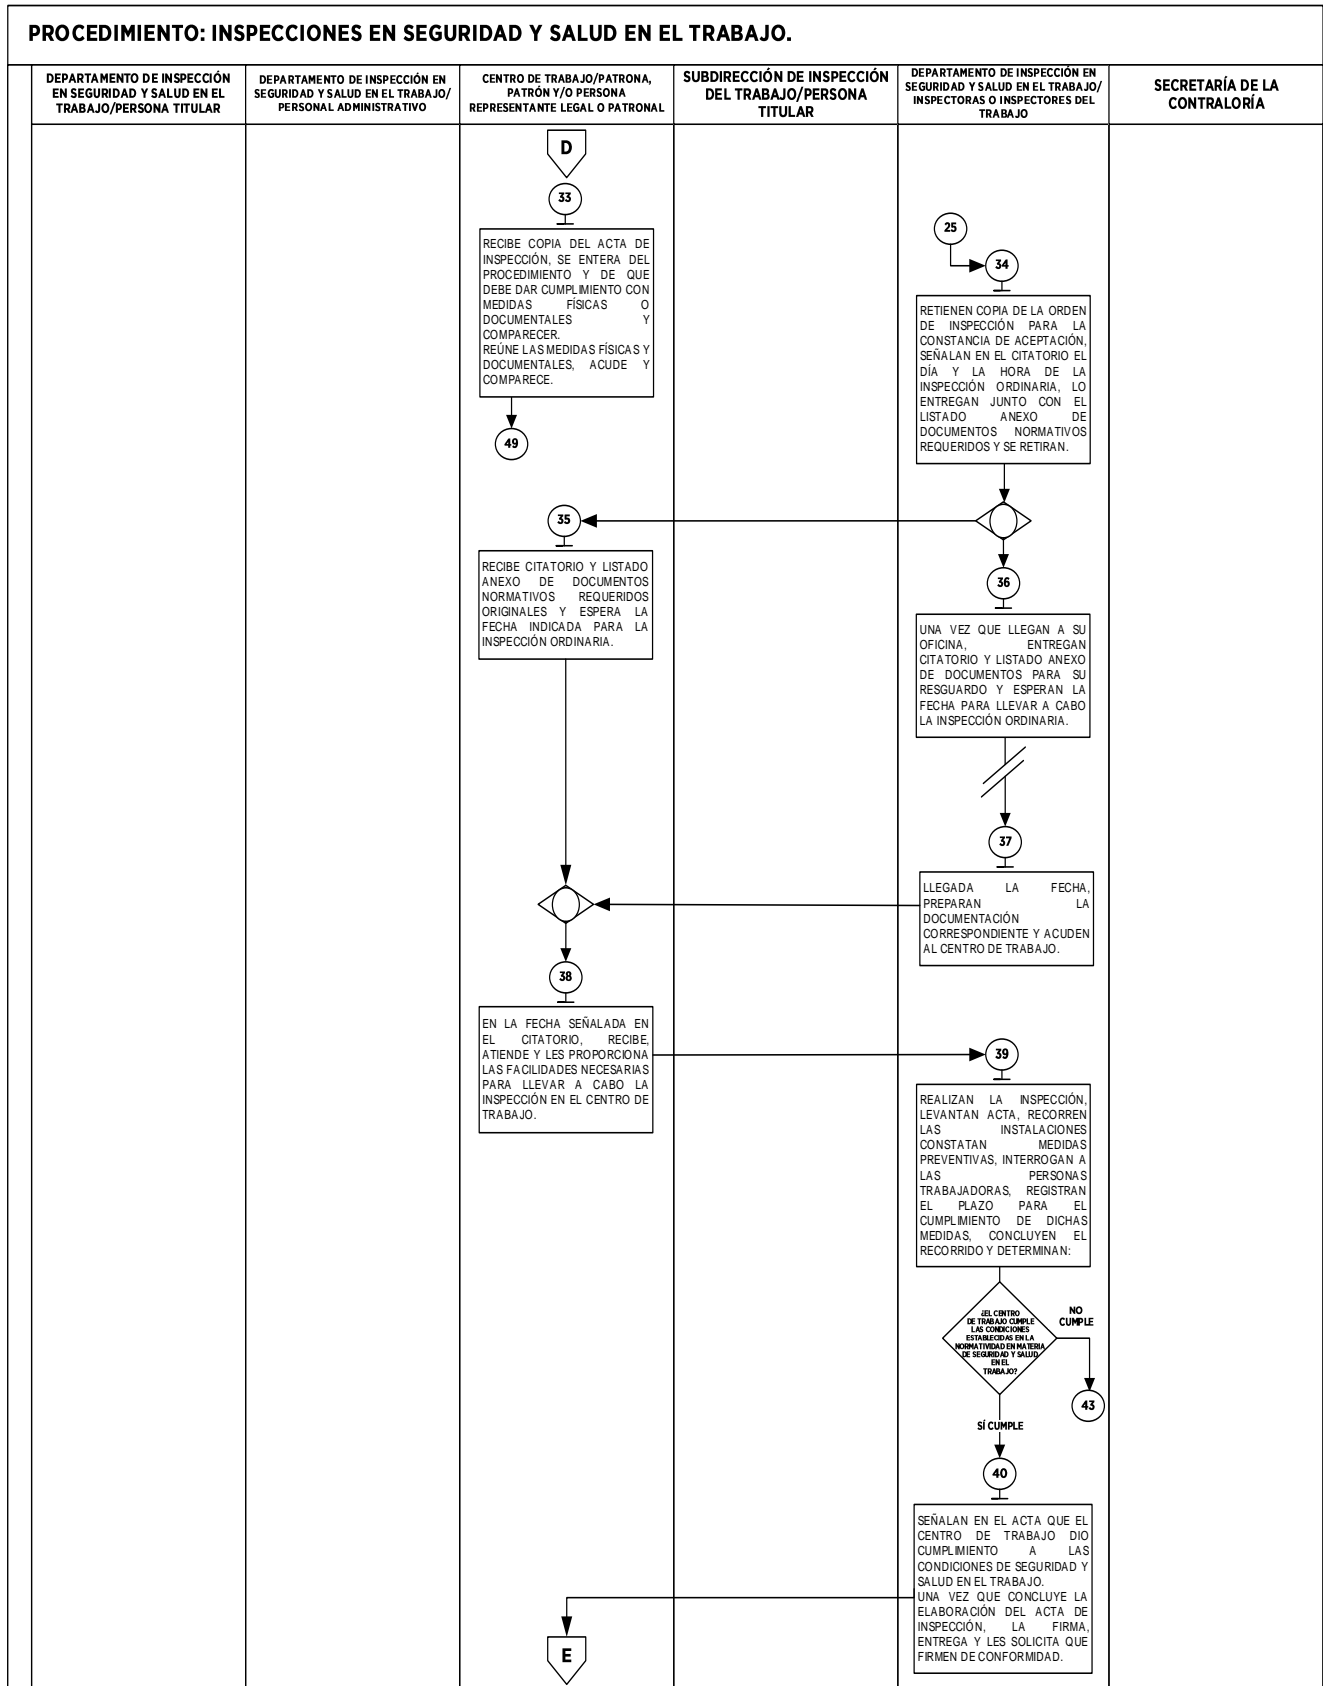 PROCEDIMIENTO: INSPECCIONES EN SEGURIDAD Y SALUD EN EL TRABAJO.
DEPARTAMENTO DE INSPECCIÓN
EN SEGURIDAD Y SALUD EN EL
TRABAJO/PERSONA TITULAR
DEPARTAMENTO DE INSPECCIÓN EN
SEGURIDAD Y SALUD EN EL TRABAJO/
PERSONAL ADMINISTRATIVO
CENTRO DE TRABAJO/PATRONA,
PATRÓN Y/O PERSONA
REPRESENTANTE LEGAL O PATRONAL
SUBDIRECCIÓN DE INSPECCIÓN
DEL TRABAJO/PERSONA
TITULAR
DEPARTAMENTO DE INSPECCIÓN EN
SEGURIDAD Y SALUD EN EL TRABAJO/
INSPECTORAS O INSPECTORES DEL
TRABAJO
SECRETARÍA DE LA
CONTRALORÍA
D
33
RECIBE COPIA DEL ACTA DE
INSPECCIÓN, SE ENTERA DEL
PROCEDIMIENTO Y DE QUE
DEBE DAR CUMPLIMIENTO CON
MEDIDAS FÍSICAS O
DOCUMENTALES Y
COMPARECER.
REÚNE LAS MEDIDAS FÍSICAS Y
DOCUMENTALES, ACUDE Y
COMPARECE.
49
25
34
RETIENEN COPIA DE LA ORDEN
DE INSPECCIÓN PARA LA
CONSTANCIA DE ACEPTACIÓN,
SEÑALAN EN EL CITATORIO EL
DÍA Y LA HORA DE LA
INSPECCIÓN ORDINARIA, LO
ENTREGAN JUNTO CON EL
LISTADO ANEXO DE
DOCUMENTOS NORMATIVOS
REQUERIDOS Y SE RETIRAN.
35
RECIBE CITATORIO Y LISTADO
ANEXO DE DOCUMENTOS
NORMATIVOS REQUERIDOS
ORIGINALES Y ESPERA LA
FECHA INDICADA PARA LA
INSPECCIÓN ORDINARIA.
36
UNA VEZ QUE LLEGAN A SU
OFICINA, ENTREGAN
CITATORIO Y LISTADO ANEXO
DE DOCUMENTOS PARA SU
RESGUARDO Y ESPERAN LA
FECHA PARA LLEVAR A CABO
LA INSPECCIÓN ORDINARIA.
37
LLEGADA LA FECHA,
PREPARAN LA
DOCUMENTACIÓN
CORRESPONDIENTE Y ACUDEN
AL CENTRO DE TRABAJO.
38
EN LA FECHA SEÑALADA EN
EL CITATORIO, RECIBE,
ATIENDE Y LES PROPORCIONA
LAS FACILIDADES NECESARIAS
PARA LLEVAR A CABO LA
INSPECCIÓN EN EL CENTRO DE
TRABAJO.
39
REALIZAN LA INSPECCIÓN,
LEVANTAN ACTA, RECORREN
LAS INSTALACIONES
CONSTATAN MEDIDAS
PREVENTIVAS, INTERROGAN A
LAS PERSONAS
TRABAJADORAS, REGISTRAN
EL PLAZO PARA EL
CUMPLIMIENTO DE DICHAS
MEDIDAS, CONCLUYEN EL
RECORRIDO Y DETERMINAN:
¿EL CENTRO
DE TRABAJO CUMPLE
LAS CONDICIONES
ESTABLECIDAS EN LA
NORMATIVIDAD EN MATERIA
DE SEGURIDAD Y SALUD
EN EL
TRABAJO?
NO
CUMPLE
43
SÍ CUMPLE
40
SEÑALAN EN EL ACTA QUE EL
CENTRO DE TRABAJO DIO
CUMPLIMIENTO A LAS
CONDICIONES DE SEGURIDAD Y
SALUD EN EL TRABAJO.
UNA VEZ QUE CONCLUYE LA
ELABORACIÓN DEL ACTA DE
INSPECCIÓN, LA FIRMA,
ENTREGA Y LES SOLICITA QUE
FIRMEN DE CONFORMIDAD.
E